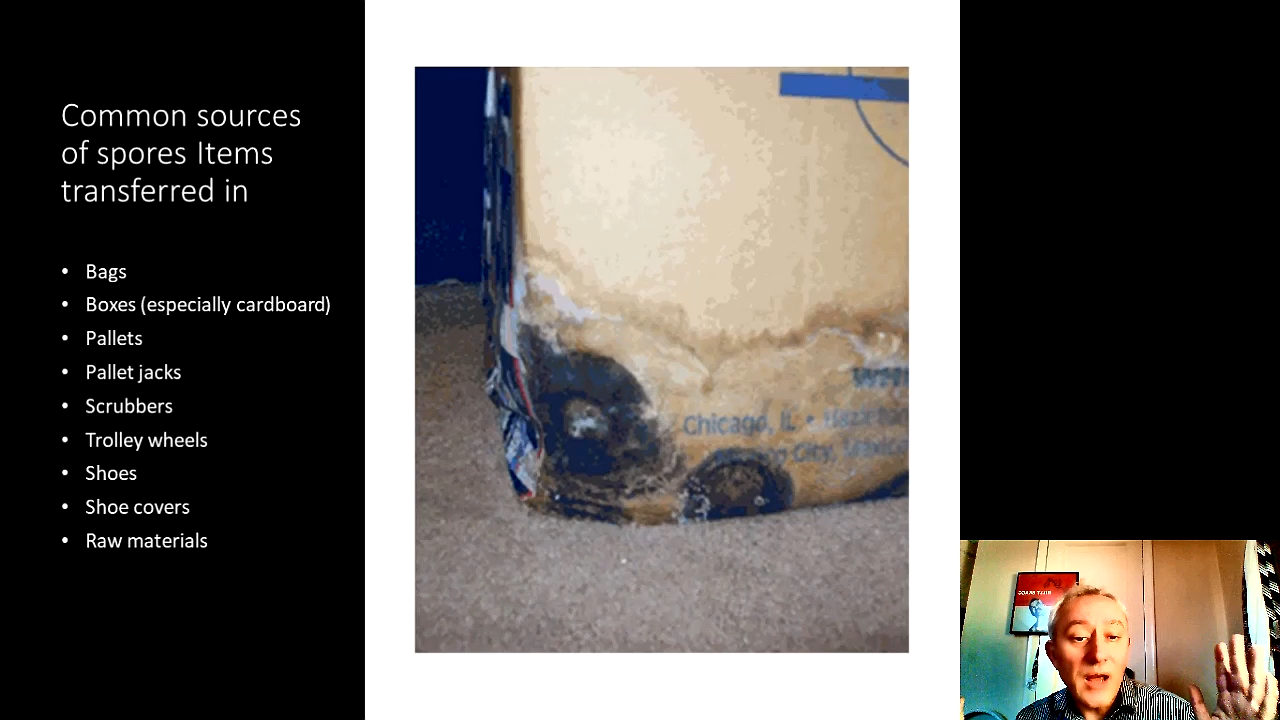 Common sources
of spores Items
transferred in
• Bags
• Boxes (especially cardboard)
• Pallets
• Pallet jacks
• Scrubbers
• Trolley wheels
• Shoes
• Shoe covers
• Raw materials
Chicago, IL •
City,